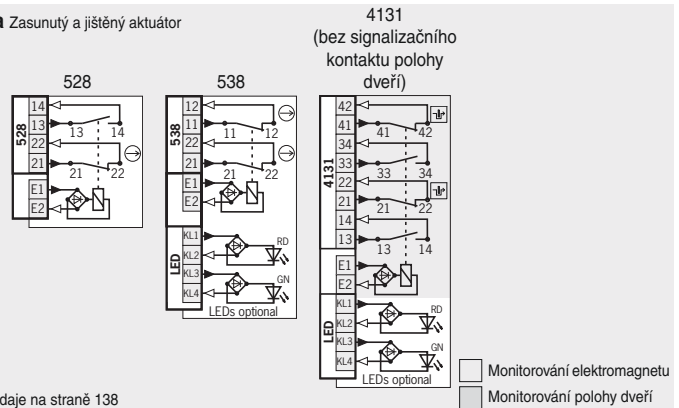 a Zasunutý a jištěný aktuátor
4131
(bez signalizačního
kontaktu polohy
dveří)
528
528
14
13
22
21
E1
E2
13 14
21 22
538
538
12
11
22
21
E1
E2
11 12
21 22
LED
KL1
KL2
KL3
KL4
RD
GN
LEDs optional
4131
42
41
34
33
22
21
14
13
E1
E2
41 42
33 34
21 22
13 14
LED
KL1
KL2
KL3
KL4
RD
GN
LEDs optional
Monitorování elektromagnetu
Monitorování polohy dveří
daje na straně 138